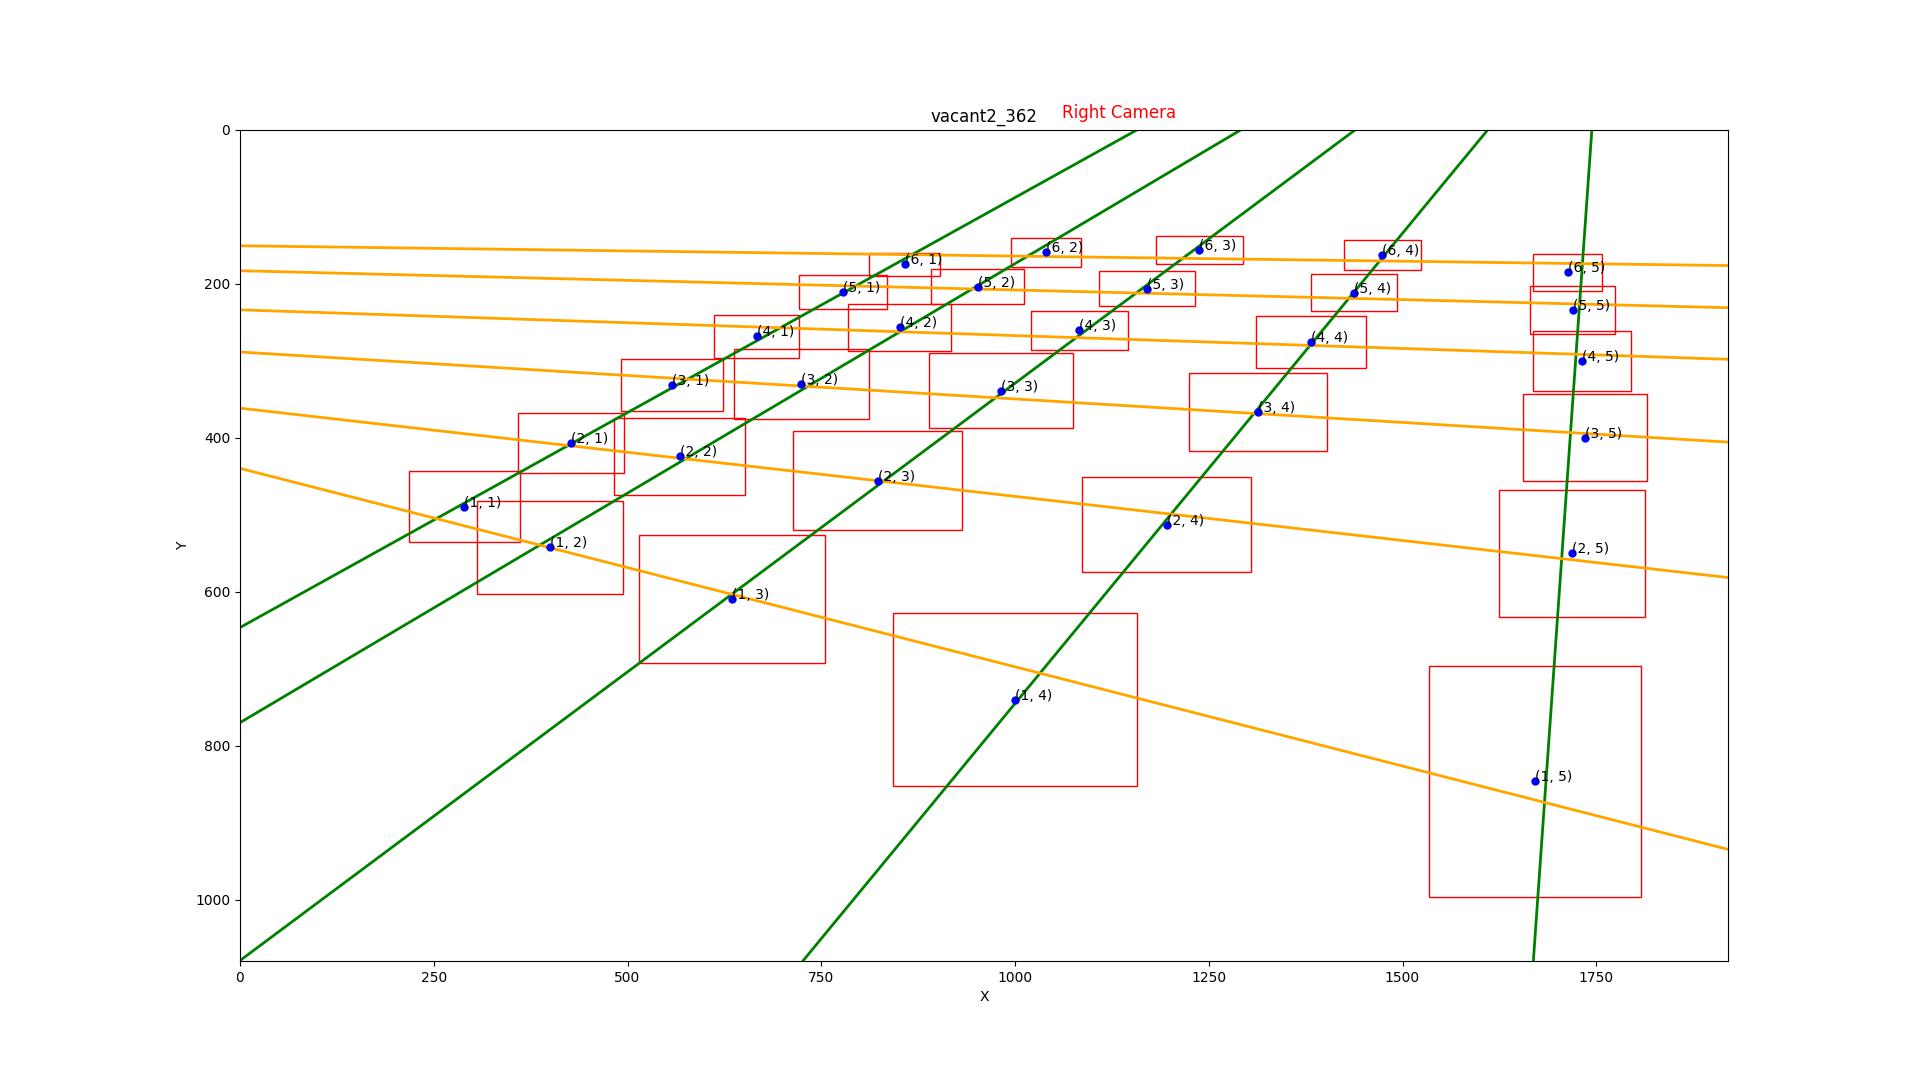 vacant2_362 Right Camera
0
(6, 2) (6, 3) (6, 4)
(6, 1) (6, 5)
200 (5, 1) (5, 2) (5, 3) (5, 4) (5, 5)
(4, 1) (4, 2) (4, 3) (4, 4) (4, 5)
(3, 1) (3, 2) (3, 3) (3, 4) (3, 5)
400 (2, 1) (2, 2) (2, 3) (2, 4) (2, 5)
(1, 1) (1, 2) (1, 3) (1, 4) (1, 5)
Y
600
800
1000
0 250 500 750 1000 1250 1500 1750
X